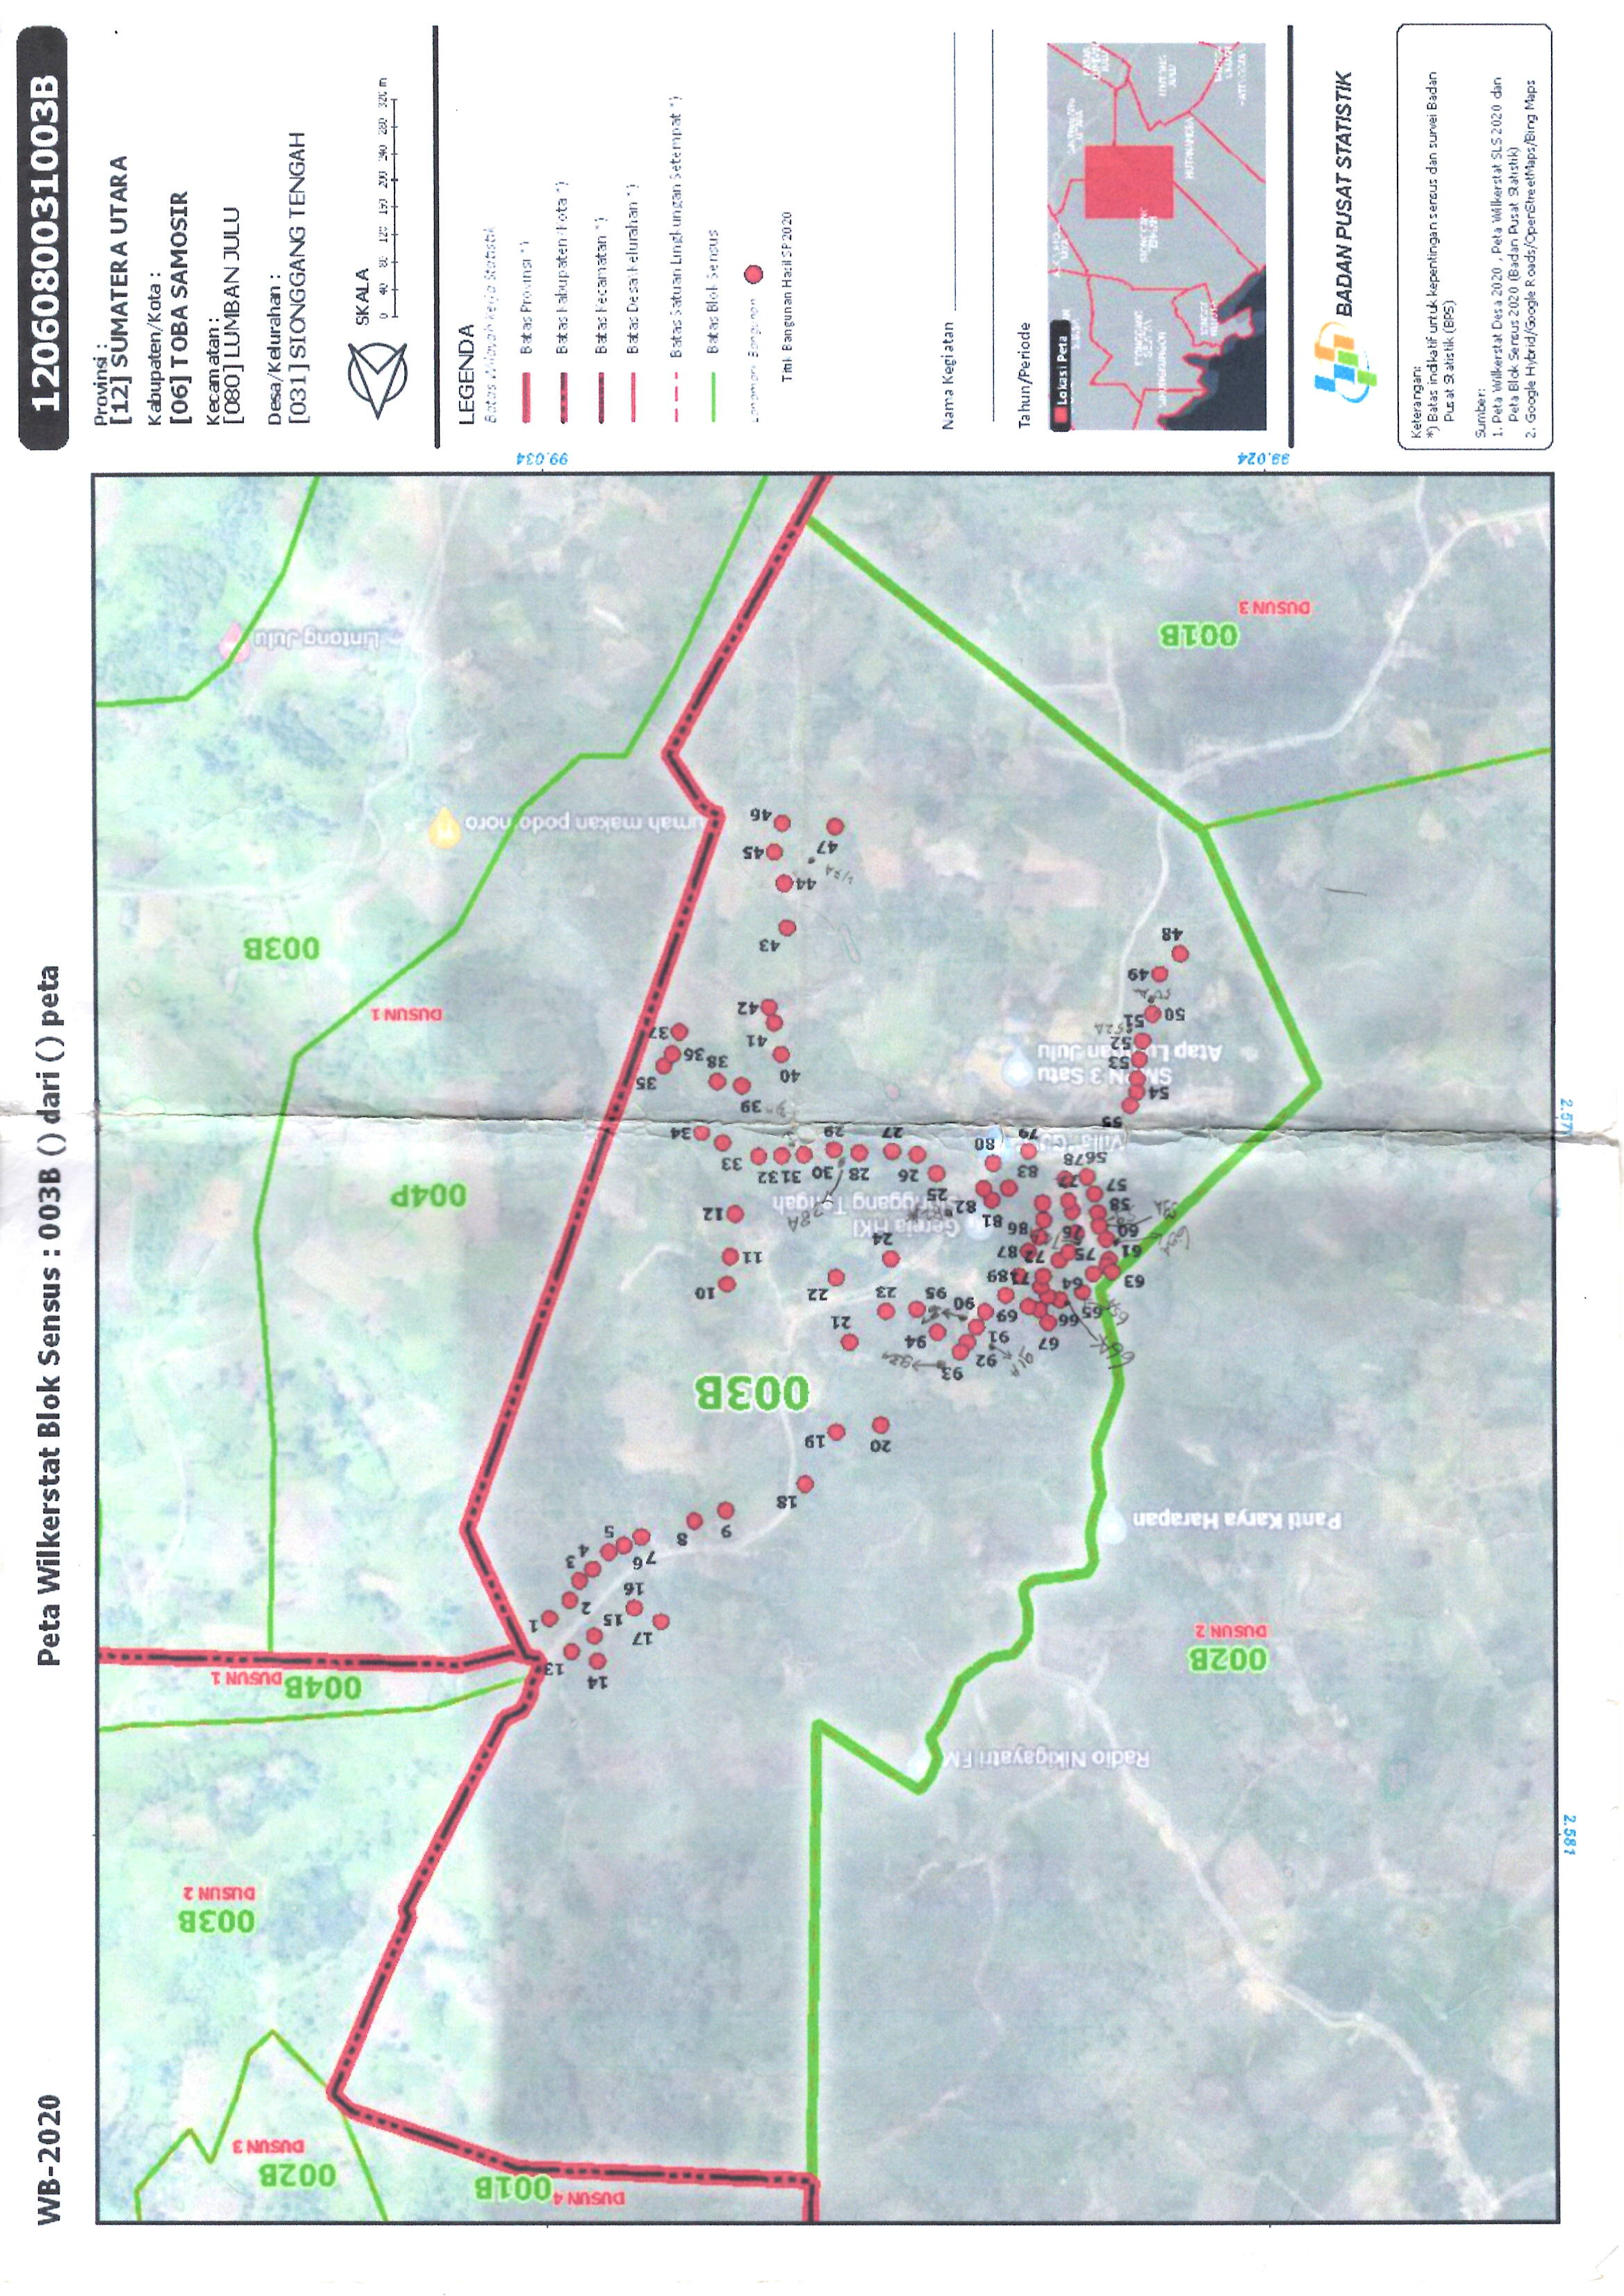 WB-2020
Peta Wilkerstat Blok Sensus : 003B () dari () peta
1206080031003B
Provinsi :
[12] SUMATERA UTARA
Kabupaten/Kota :
[06] TOBA SAMOSIR
Kecamatan :
[080] LUMBAN JULU
Desa/Kelurahan :
[031] SIONGGANG TENGAH
SKALA
0 40 80 120 160 200 240 280 320 m
LEGENDA
Batas Wilayah Kerja Statistik
Batas Provinsi *)
Batas Kabupaten/Kota *)
Batas Kecamatan *)
Batas Desa/Kelurahan *)
Batas Satuan Lingkungan Setempat *)
Batas Blok Sensus
Titik Bangunan Hasil SP2020
Nama Kegiatan
Tahun/Periode
Lokasi Peta
BADAN PUSAT STATISTIK
Keterangan:
*) Batas indikatif untuk kepentingan sensus dan survei Badan
Pusat Statistik (BPS)
Sumber:
1. Peta Wilkerstat Desa 2020 , Peta Wilkerstat SLS 2020 dan
Peta Blok Sensus 2020 (Badan Pusat Statistik)
2. Google Hybrid/Google Roads/OpenStreetMaps/Bing Maps
DUSUN 4
001B
002B
DUSUN 3
003B
DUSUN 2
2.581
Radio Nikigayatri FM
004B
DUSUN 1
002B
DUSUN 2
14
13
17
15
1
2
16
3
7
6
4
5
8
9
Panti Karya Harapan
18
20
19
003B
93
93A
92
91A
91
94
66A
67
21
66
69
65
90
95
23
22
10
64
63
71
89
11
75
72
87
24
61
60
76
86
Gereja HKI
Sionggang Tengah
12
81
82
38A
58
25
57
77
83
26
28
30
31
32
33
56
78
80
27
29
34
79
004P
55
54
39
35
SMPN 3 Satu
Atap Lumban Julu
53
40
38
36
52
41
37
52A
50
51
42
DUSUN 1
50A
49
48
43
003B
44
47A
45
47
46
umah makan podomoro
001B
DUSUN 3
Lintong Julu
99.024
99.034